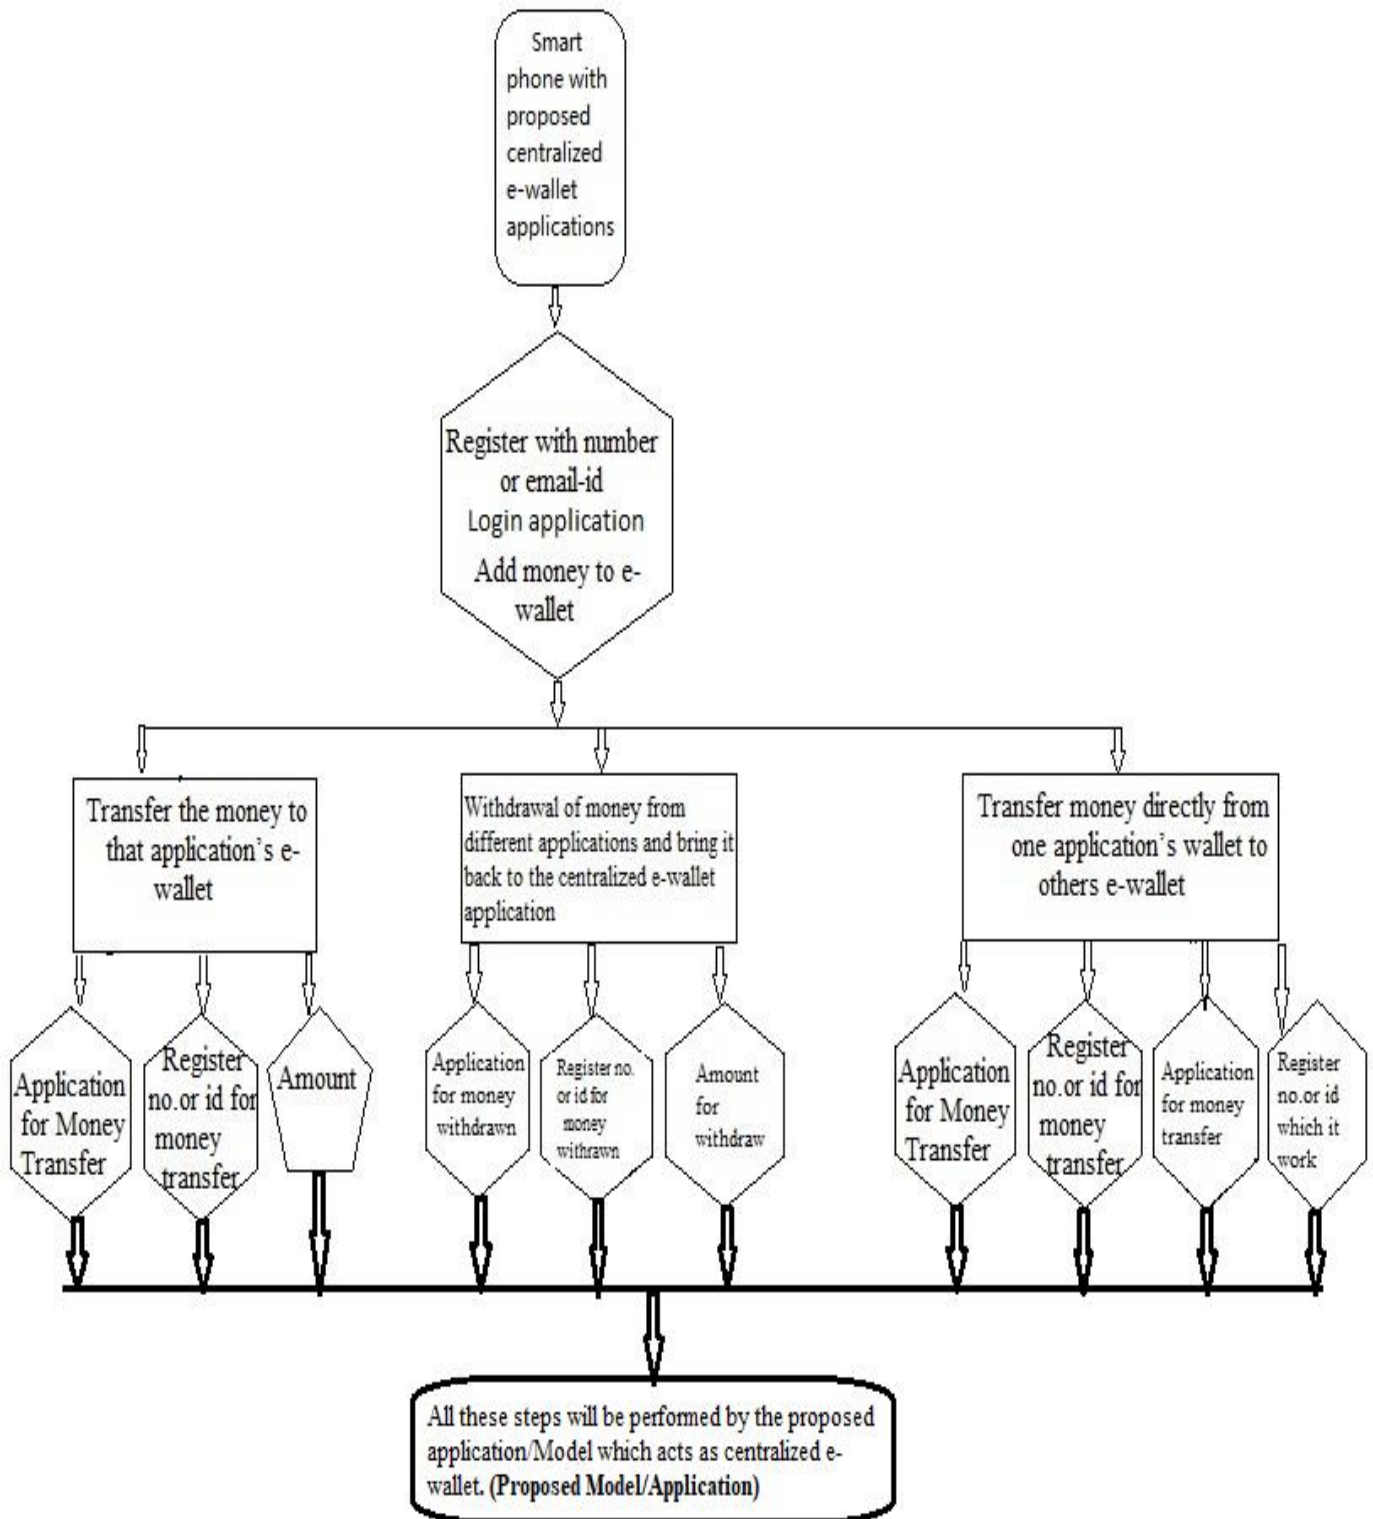 Smart
phone with
proposed
centralized
e-wallet
applications
Register with number
or email-id
Login application
Add money to e-
wallet
Transfer the money to
that application's e-
wallet
Withdrawal of money from
different applications and bring it
back to the centralized e-wallet
application
Transfer money directly from
one application's wallet to
others e-wallet
Application
for Money
Transfer
Register
no.or id for
money
transfer
Amount
Application
for money
withdrawn
Register no.
or id for
money
withrawn
Amount
for
withdraw
Application
for Money
Transfer
Register
no.or id for
money
transfer
Application
for money
transfer
Register
no.or id
which it
work
All these steps will be performed by the proposed
application/Model which acts as centralized e-
wallet. (Proposed Model/Application)